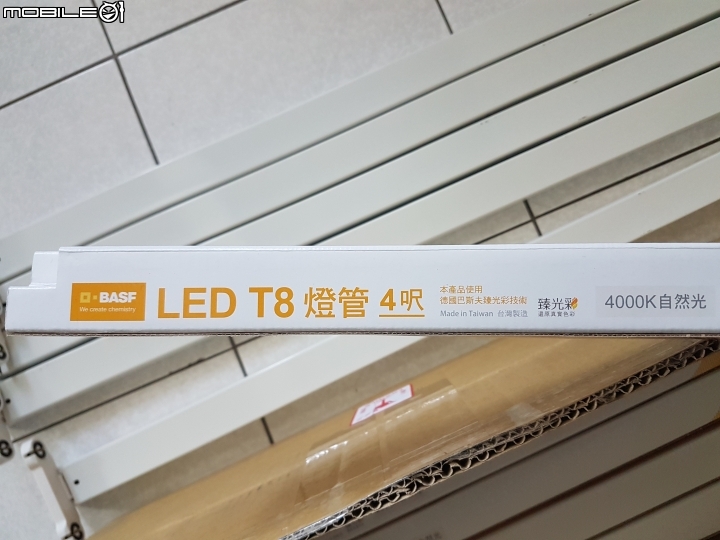 MOBILE01
BASF
We create chemistry
LED T8 燈管 4呎
本產品使用
德國巴斯夫臻光彩技術
Made in Taiwan 台灣製造
臻光彩
還原真實色彩
4000K自然光